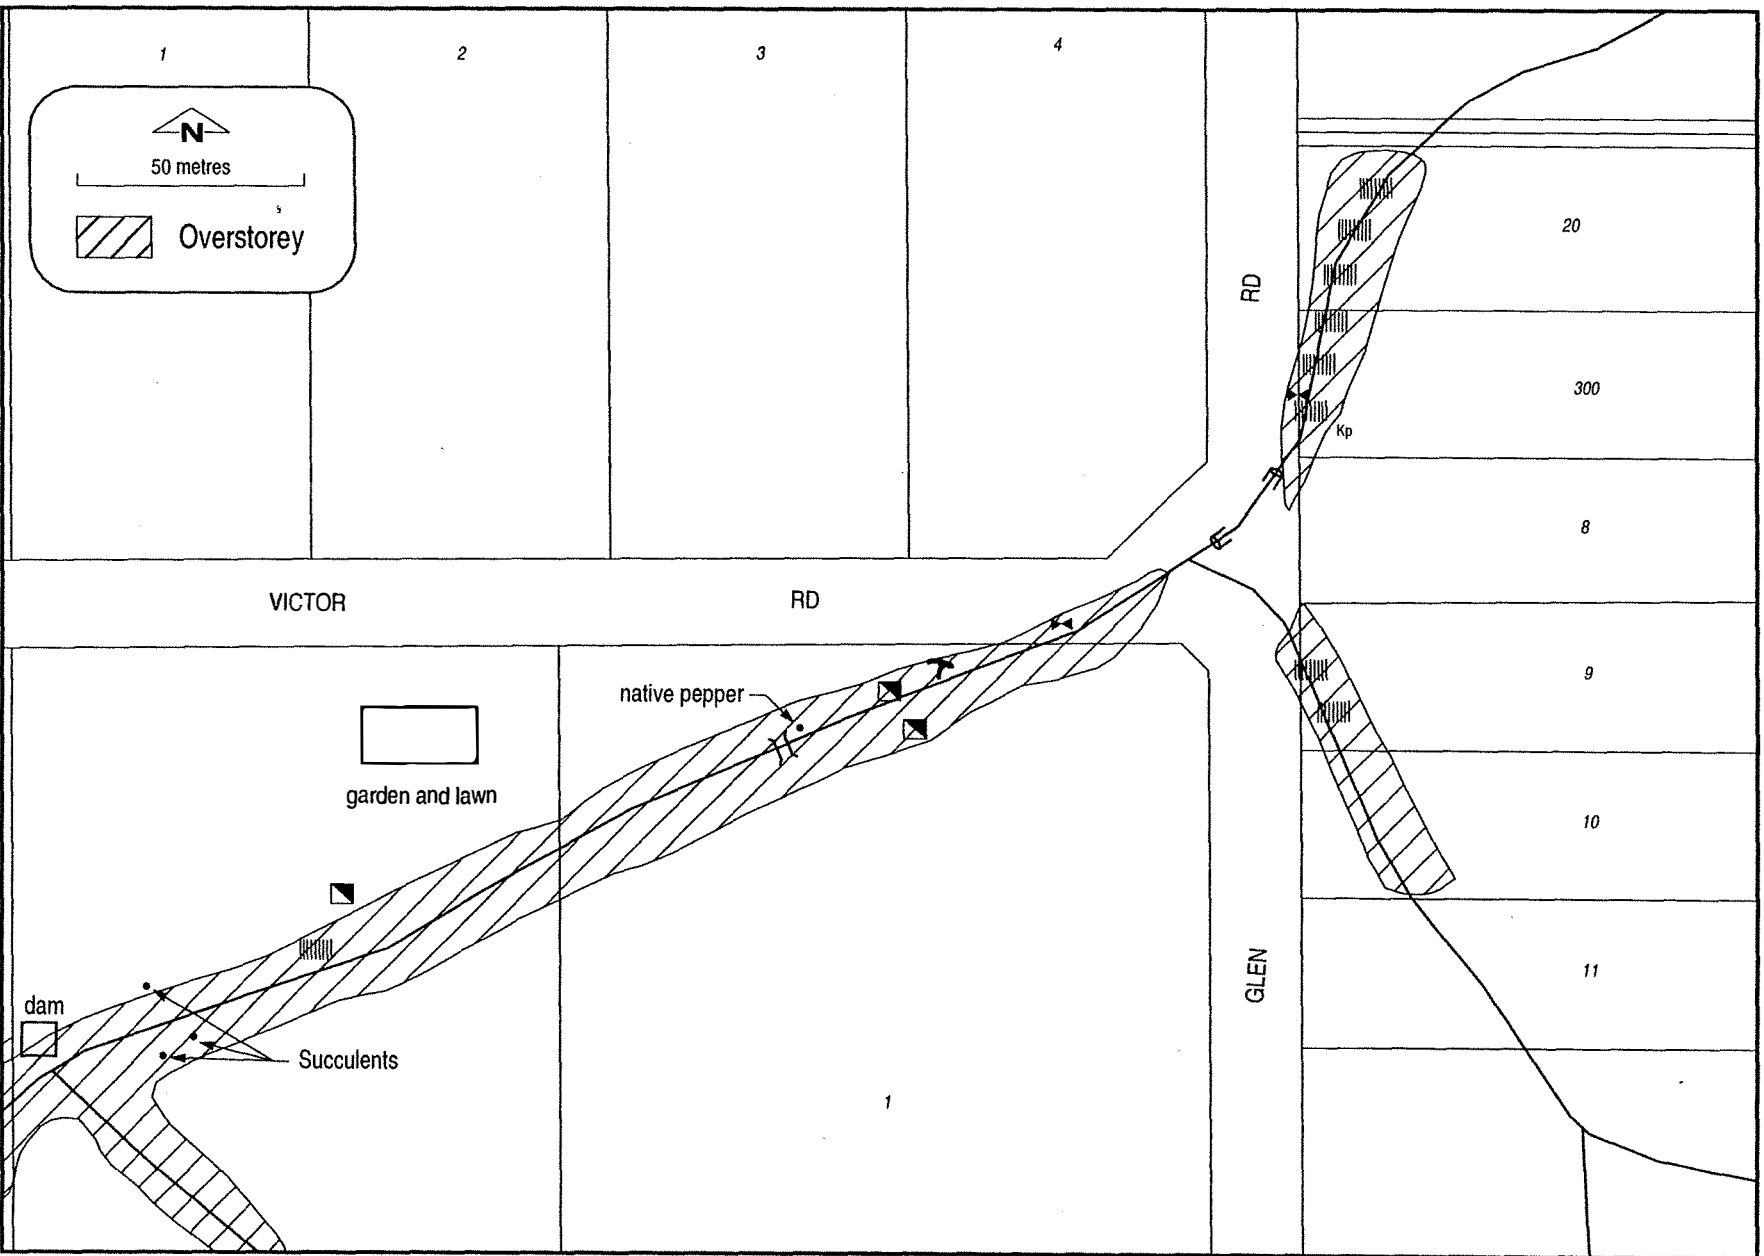 1
2
3
4
N
50 metres
Overstorey
20
RD
300
Kp
8
VICTOR
RD
9
native pepper
garden and lawn
10
GLEN
11
dam
Succulents
1